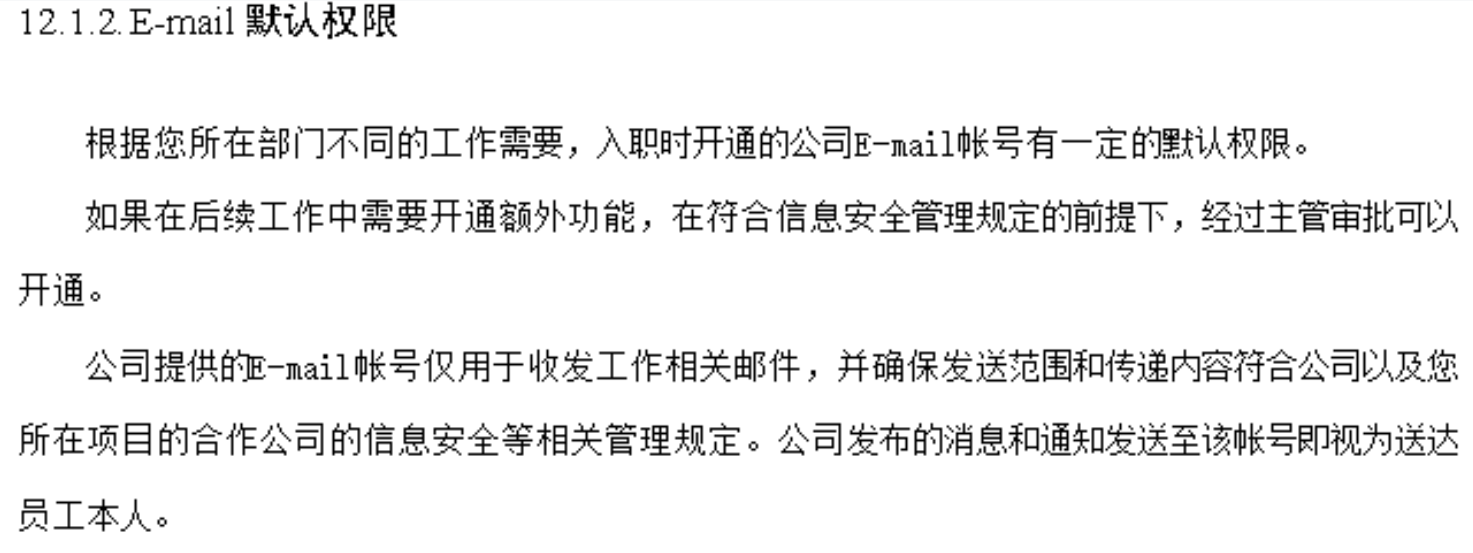 12.1.2. E-mail 默认权限
根据您所在部门不同的工作需要，入职时开通的公司E-mail帐号有一定的默认权限。
如果在后续工作中需要开通额外功能，在符合信息安全管理规定的前提下，经过主管审批可以
开通。
公司提供的E-mail帐号仅用于收发工作相关邮件，并确保发送范围和传递内容符合公司以及您
所在项目的合作公司的信息安全等相关管理规定。公司发布的消息和通知发送至该帐号即视为送达
员工本人。